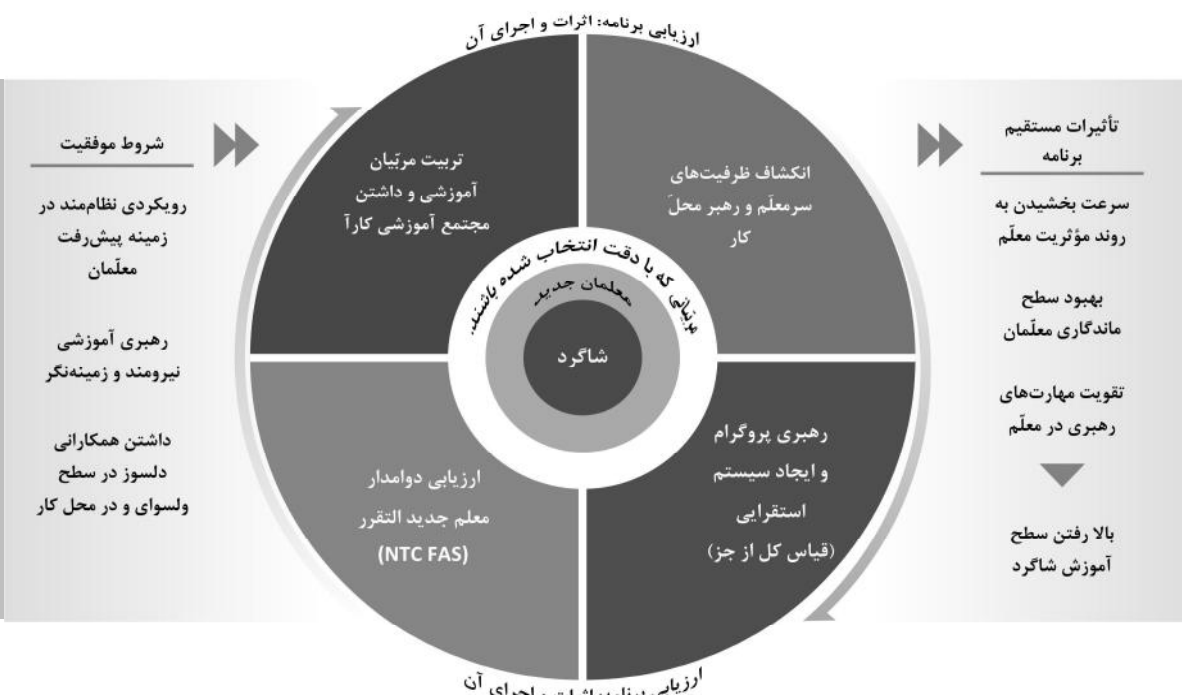 ارزیابی برنامه: اثرات و اجرای آن
تأثیرات مستقیم
برنامه
سرعت بخشیدن به
روند مؤثریت معلّم
بهبود سطح
ماندگاری معلّمان
تقویت مهارت‌های
رهبری در معلّم
بالا رفتن سطح
آموزش شاگرد
انکشاف ظرفیت‌های
سرمعلّم و رهبر محلَ
کار
تربیت مربّیان
آموزشی و داشتن
مجتمع آموزشی کارآ
مربّیانی که با دقت انتخاب شده باشند.
معلمان جدید
شاگرد
رهبری پروگرام
و ایجاد سیستم
استقرایی
(قیاس کل از جز)
ارزیابی دوامدار
معلم جدید التقرر
(NTC FAS)
شروط موفقیت
رویکردی نظام‌مند در
زمینه پیش‌رفت
معلّمان
رهبری آموزشی
نیرومند و زمینه‌نگر
داشتن همکارانی
دلسوز در سطح
ولسوای و در محل کار
ارزیابی برنامه: اثرات و اجرای آن